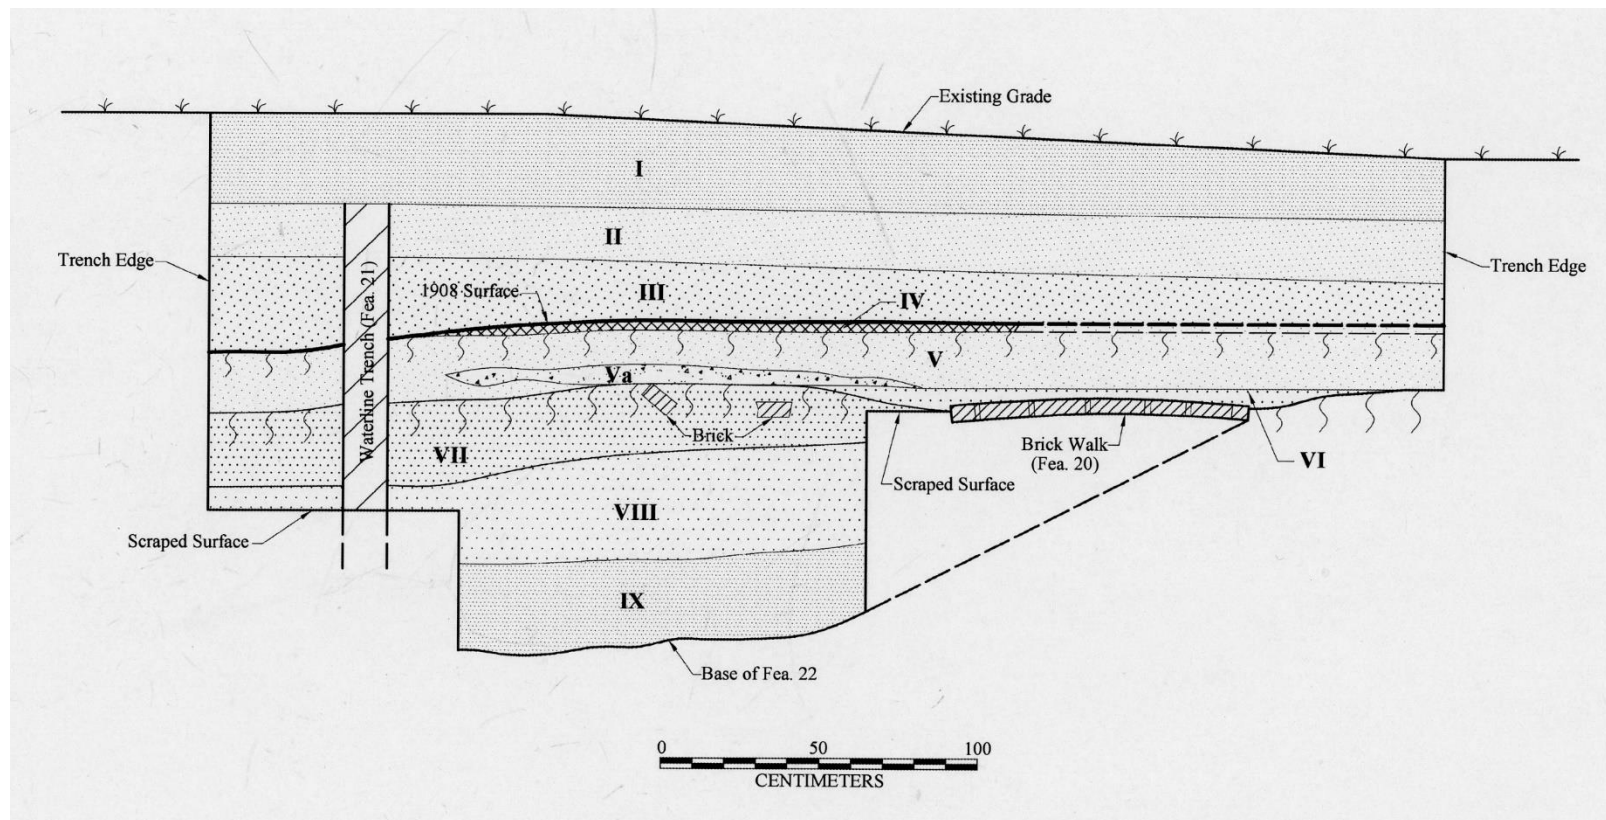 Existing Grade
I
II
Trench Edge
Trench Edge
Waterline Trench (Fea. 21)
1908 Surface
III
IV
V
Va
Brick
VII
Brick Walk
(Fea. 20)
VI
Scraped Surface
VIII
Scraped Surface
IX
Base of Fea. 22
0 50 100
CENTIMETERS